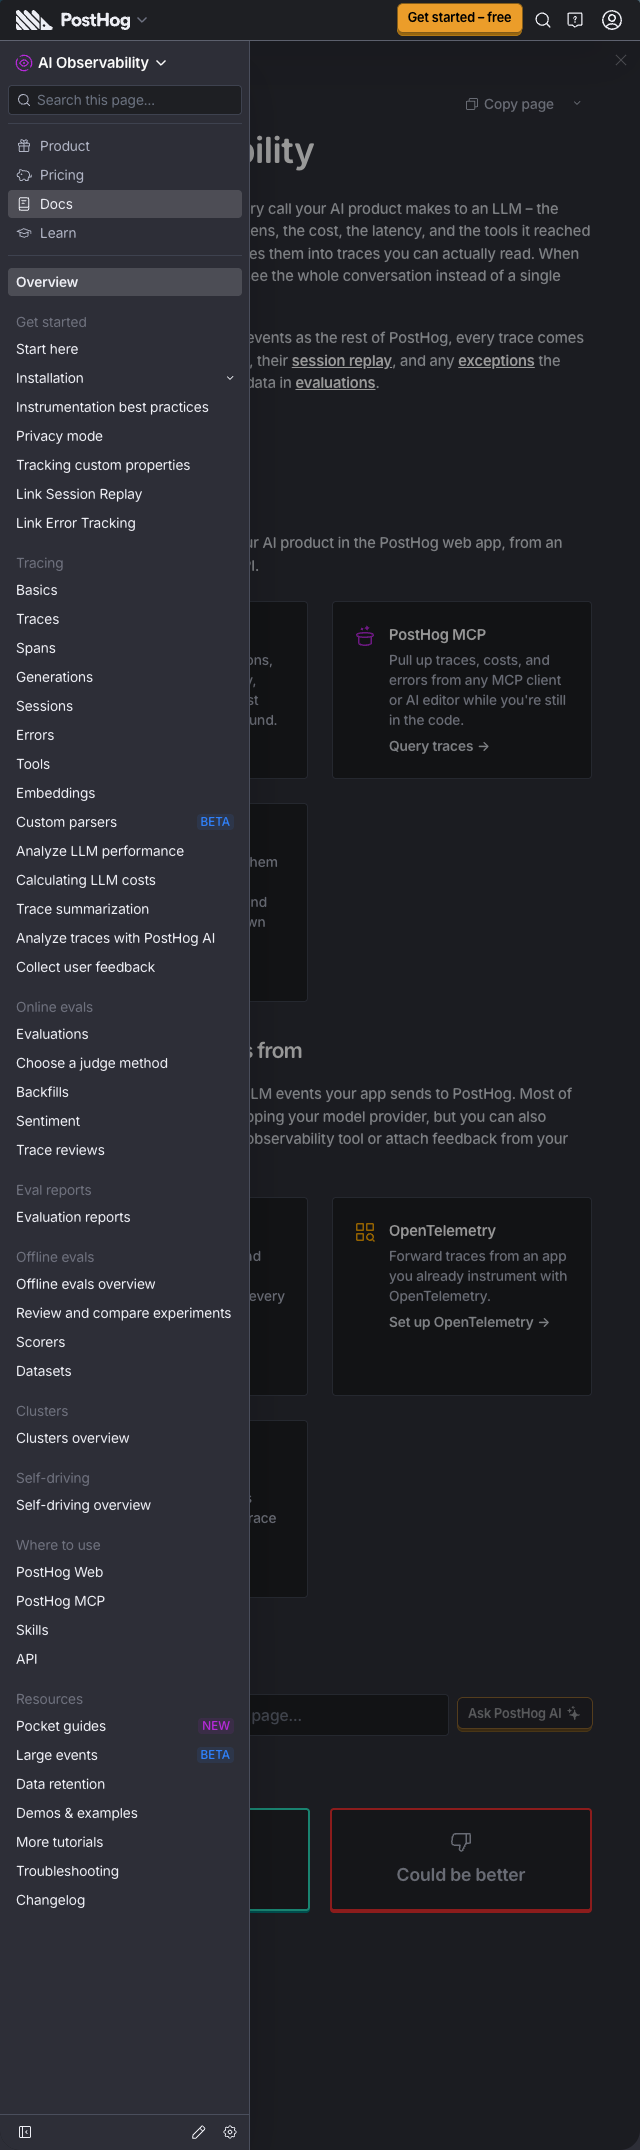 PostHog
Get started – free
AI Observability
Search this page...
Product
Pricing
Docs
Learn
Overview
Get started
Start here
Installation
Instrumentation best practices
Privacy mode
Tracking custom properties
Link Session Replay
Link Error Tracking
Tracing
Basics
Traces
Spans
Generations
Sessions
Errors
Tools
Embeddings
Custom parsers BETA
Analyze LLM performance
Calculating LLM costs
Trace summarization
Analyze traces with PostHog AI
Collect user feedback
Online evals
Evaluations
Choose a judge method
Backfills
Sentiment
Trace reviews
Eval reports
Evaluation reports
Offline evals
Offline evals overview
Review and compare experiments
Scorers
Datasets
Clusters
Clusters overview
Self-driving
Self-driving overview
Where to use
PostHog Web
PostHog MCP
Skills
API
Resources
Pocket guides NEW
Large events BETA
Data retention
Demos & examples
More tutorials
Troubleshooting
Changelog
Copy page
bility
ry call your AI product makes to an LLM – the
ens, the cost, the latency, and the tools it reached
es them into traces you can actually read. When
ee the whole conversation instead of a single
events as the rest of PostHog, every trace comes
, their session replay, and any exceptions the
data in evaluations.
ur AI product in the PostHog web app, from an
PI.
ons,
y,
st
und.
PostHog MCP
Pull up traces, costs, and
errors from any MCP client
or AI editor while you're still
in the code.
Query traces →
hem
nd
wn
s from
LM events your app sends to PostHog. Most of
pping your model provider, but you can also
observability tool or attach feedback from your
nd
every
OpenTelemetry
Forward traces from an app
you already instrument with
OpenTelemetry.
Set up OpenTelemetry →
s
race
page...
Ask PostHog AI
Could be better